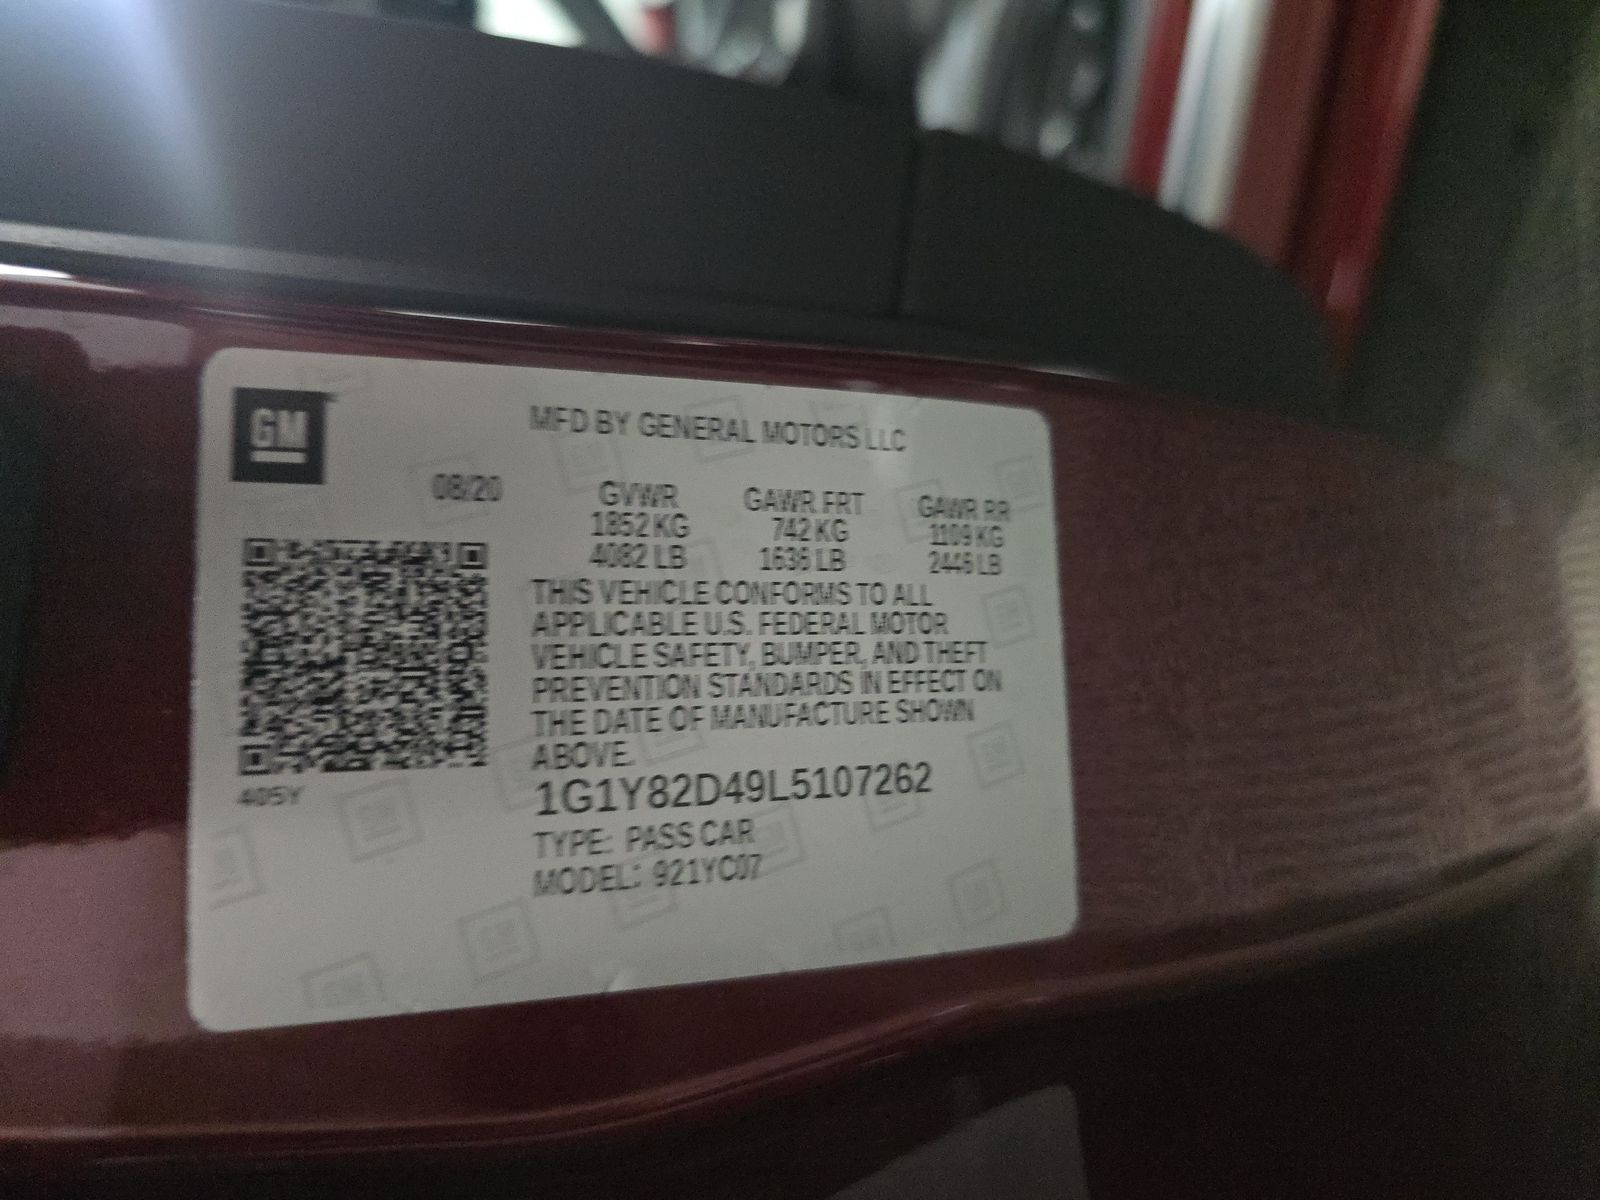 GM
MFD BY GENERAL MOTORS LLC
08/20
GVWR GAWR FRT GAWR RR
1852 KG 742 KG 1109 KG
4082 LB 1636 LB 2446 LB
THIS VEHICLE CONFORMS TO ALL
APPLICABLE U.S. FEDERAL MOTOR
VEHICLE SAFETY, BUMPER, AND THEFT
PREVENTION STANDARDS IN EFFECT ON
THE DATE OF MANUFACTURE SHOWN
ABOVE.
405Y
1G1Y82D49L5107262
TYPE: PASS CAR
MODEL: 921YC07